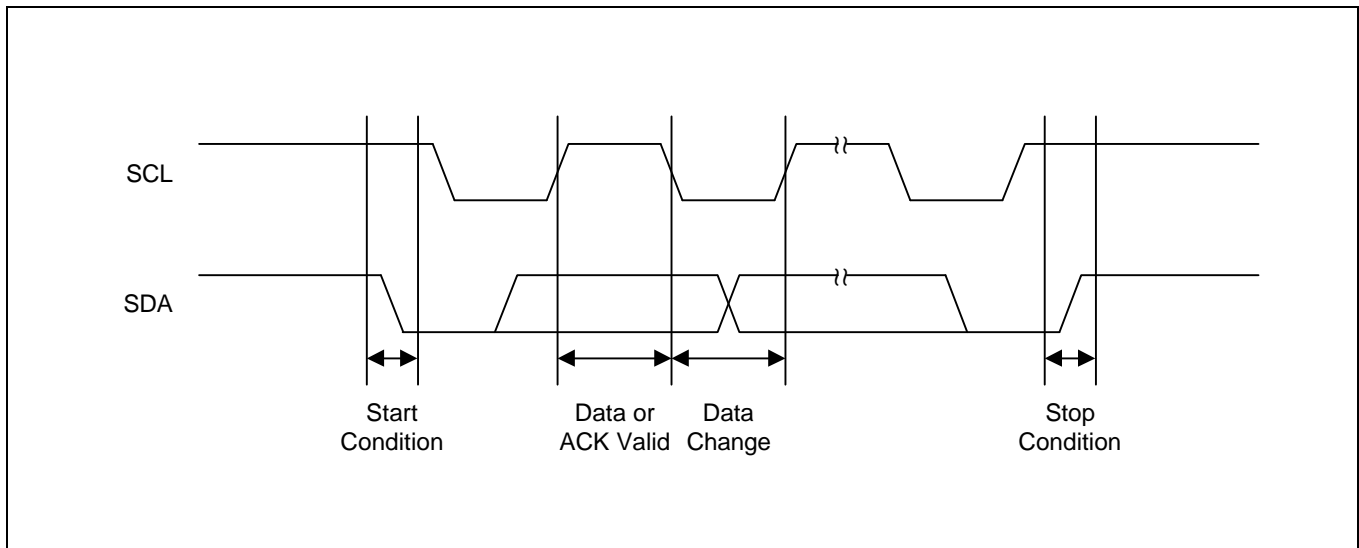 SCL
SDA
Start
Condition
Data or
ACK Valid
Data
Change
Stop
Condition